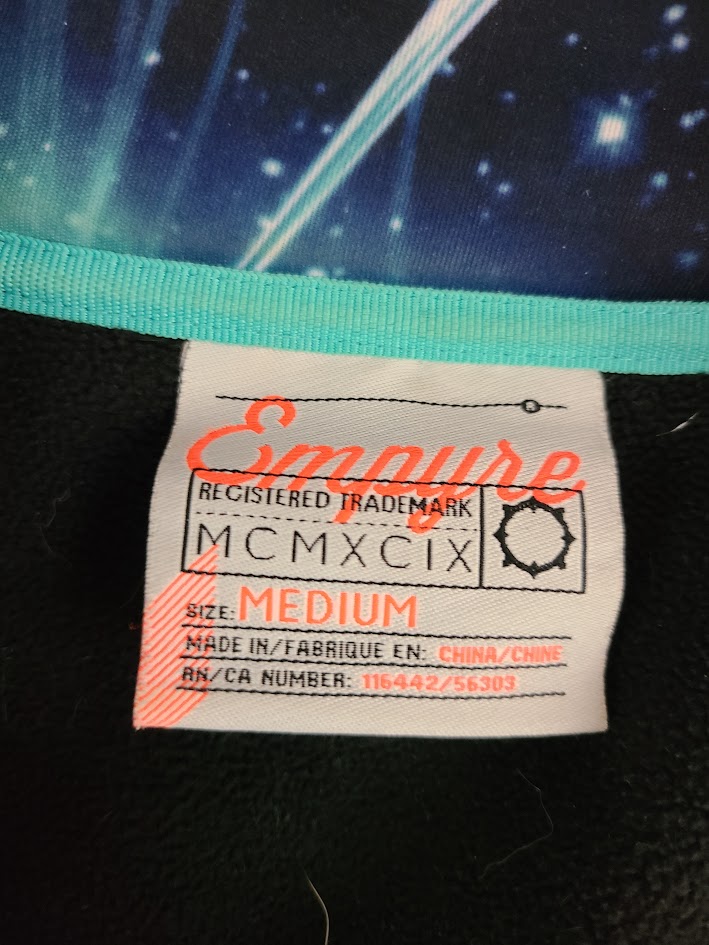 Empyre
REGISTERED TRADEMARK
MCMXCIX
SIZE: MEDIUM
MADE IN/FABRIQUE EN: CHINA/CHINE
RN/CA NUMBER: 116442/56303